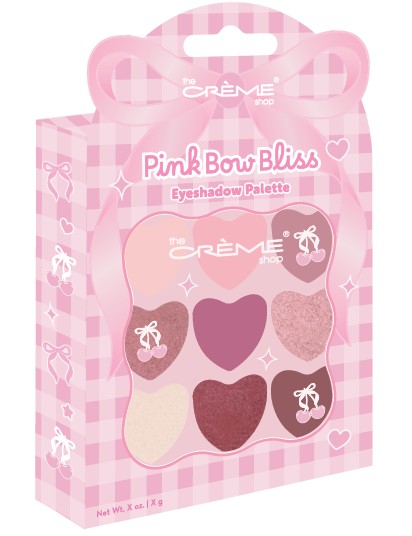 the
CRÈME®
shop
Pink Bow Bliss
Eyeshadow Palette
the
CRÈME®
shop
Net Wt. X oz. | X g